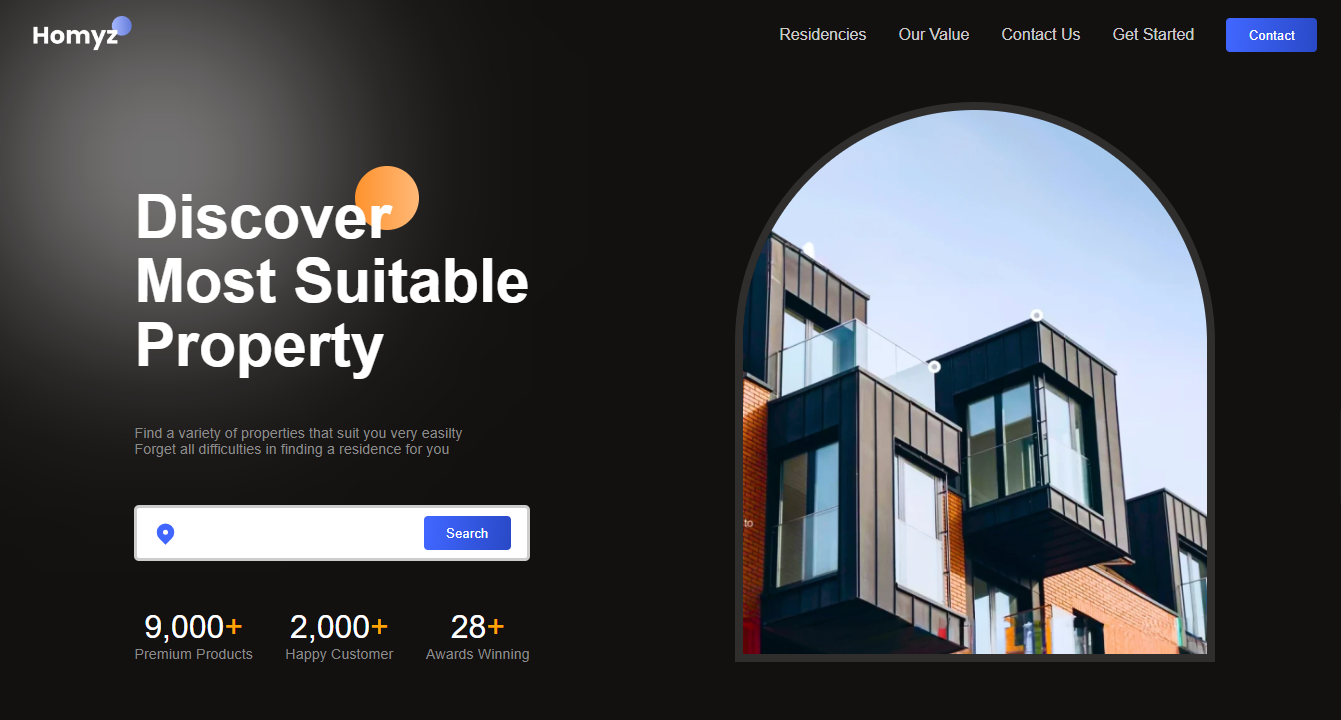 Homyz
Residencies
Our Value
Contact Us
Get Started
Contact
Discover
Most Suitable
Property
Find a variety of properties that suit you very easilty
Forget all difficulties in finding a residence for you
Search
9,000+
2,000+
28+
Premium Products
Happy Customer
Awards Winning
to